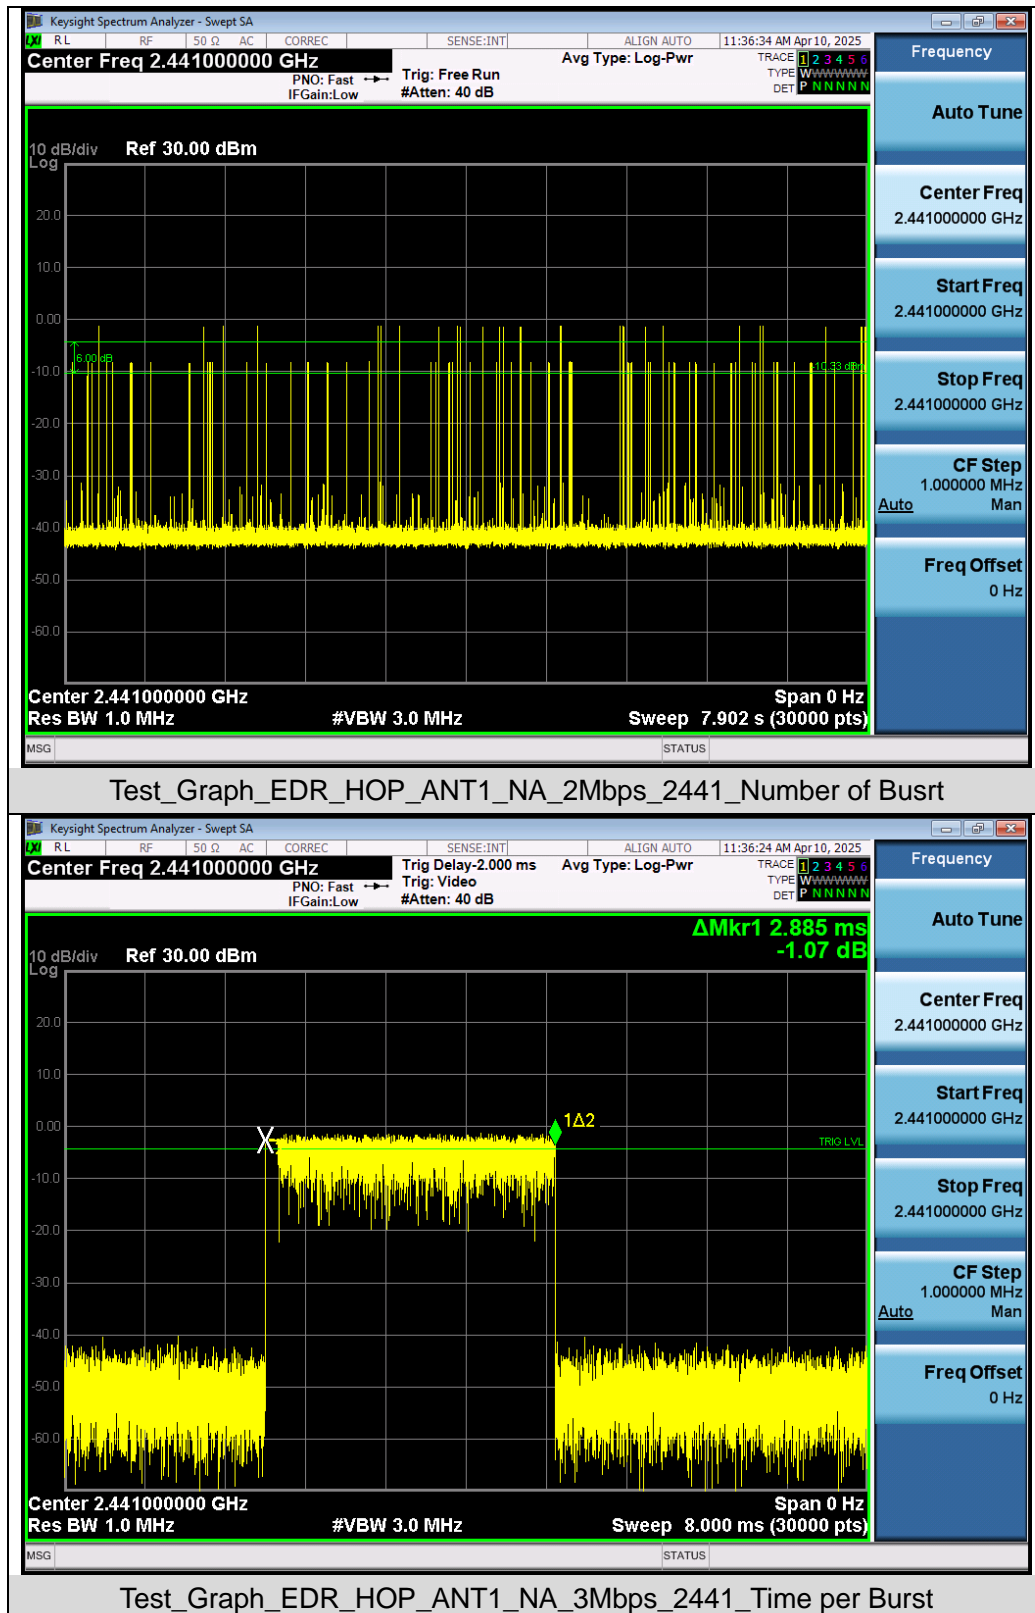 Keysight Spectrum Analyzer - Swept SA
LXI RL RF 50 Ω AC CORREC SENSE:INT ALIGN AUTO 11:36:34 AM Apr 10, 2025
Center Freq 2.441000000 GHz
PNO: Fast
IFGain:Low
Trig: Free Run
#Atten: 40 dB
Avg Type: Log-Pwr
TRACE 1 2 3 4 5 6
TYPE WWWWWW
DET P N N N N N
10 dB/div Ref 30.00 dBm
Log
20.0
10.0
0.00
6.00 dB
-10.33 dBm
-10.0
-20.0
-30.0
-40.0
-50.0
-60.0
Center 2.441000000 GHz Span 0 Hz
Res BW 1.0 MHz #VBW 3.0 MHz Sweep 7.902 s (30000 pts)
MSG STATUS
Frequency
Auto Tune
Center Freq
2.441000000 GHz
Start Freq
2.441000000 GHz
Stop Freq
2.441000000 GHz
CF Step
1.000000 MHz
Auto Man
Freq Offset
0 Hz
Test_Graph_EDR_HOP_ANT1_NA_2Mbps_2441_Number of Busrt
Keysight Spectrum Analyzer - Swept SA
LXI RL RF 50 Ω AC CORREC SENSE:INT ALIGN AUTO 11:36:24 AM Apr 10, 2025
Center Freq 2.441000000 GHz
PNO: Fast
IFGain:Low
Trig Delay-2.000 ms
Trig: Video
#Atten: 40 dB
Avg Type: Log-Pwr
TRACE 1 2 3 4 5 6
TYPE WWWWWW
DET P N N N N N
ΔMkr1 2.885 ms
-1.07 dB
10 dB/div Ref 30.00 dBm
Log
20.0
10.0
0.00
1Δ2
TRIG LVL
-10.0
-20.0
-30.0
-40.0
-50.0
-60.0
Center 2.441000000 GHz Span 0 Hz
Res BW 1.0 MHz #VBW 3.0 MHz Sweep 8.000 ms (30000 pts)
MSG STATUS
Frequency
Auto Tune
Center Freq
2.441000000 GHz
Start Freq
2.441000000 GHz
Stop Freq
2.441000000 GHz
CF Step
1.000000 MHz
Auto Man
Freq Offset
0 Hz
Test_Graph_EDR_HOP_ANT1_NA_3Mbps_2441_Time per Burst